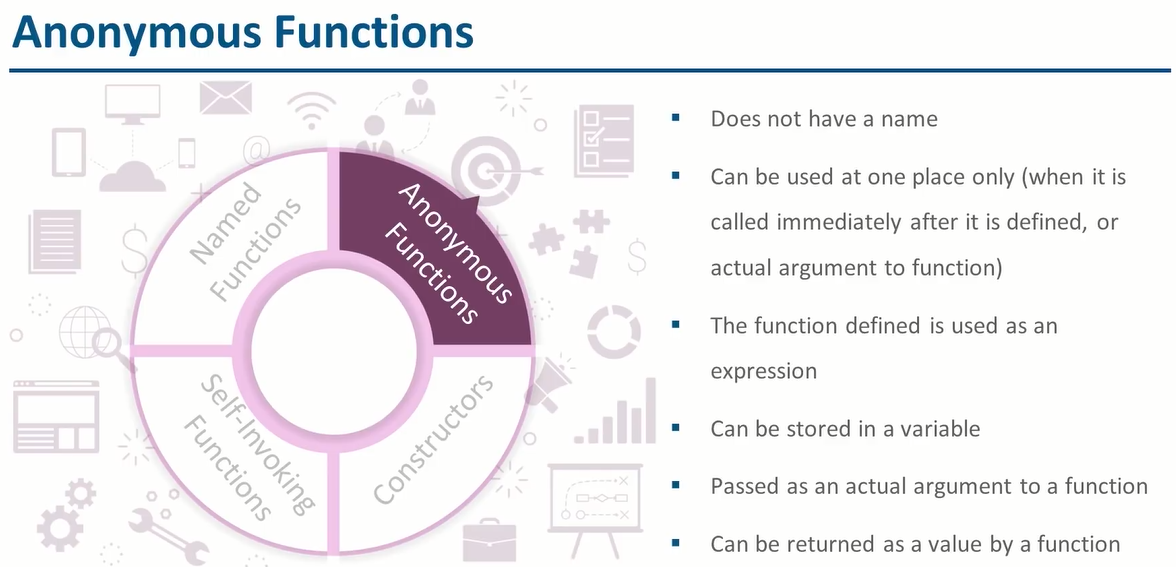 Anonymous Functions
Named
Functions
Anonymous
Functions
Self-Invoking
Functions
Constructors
@
$
$
▪ Does not have a name
▪ Can be used at one place only (when it is
called immediately after it is defined, or
actual argument to function)
▪ The function defined is used as an
expression
▪ Can be stored in a variable
▪ Passed as an actual argument to a function
▪ Can be returned as a value by a function